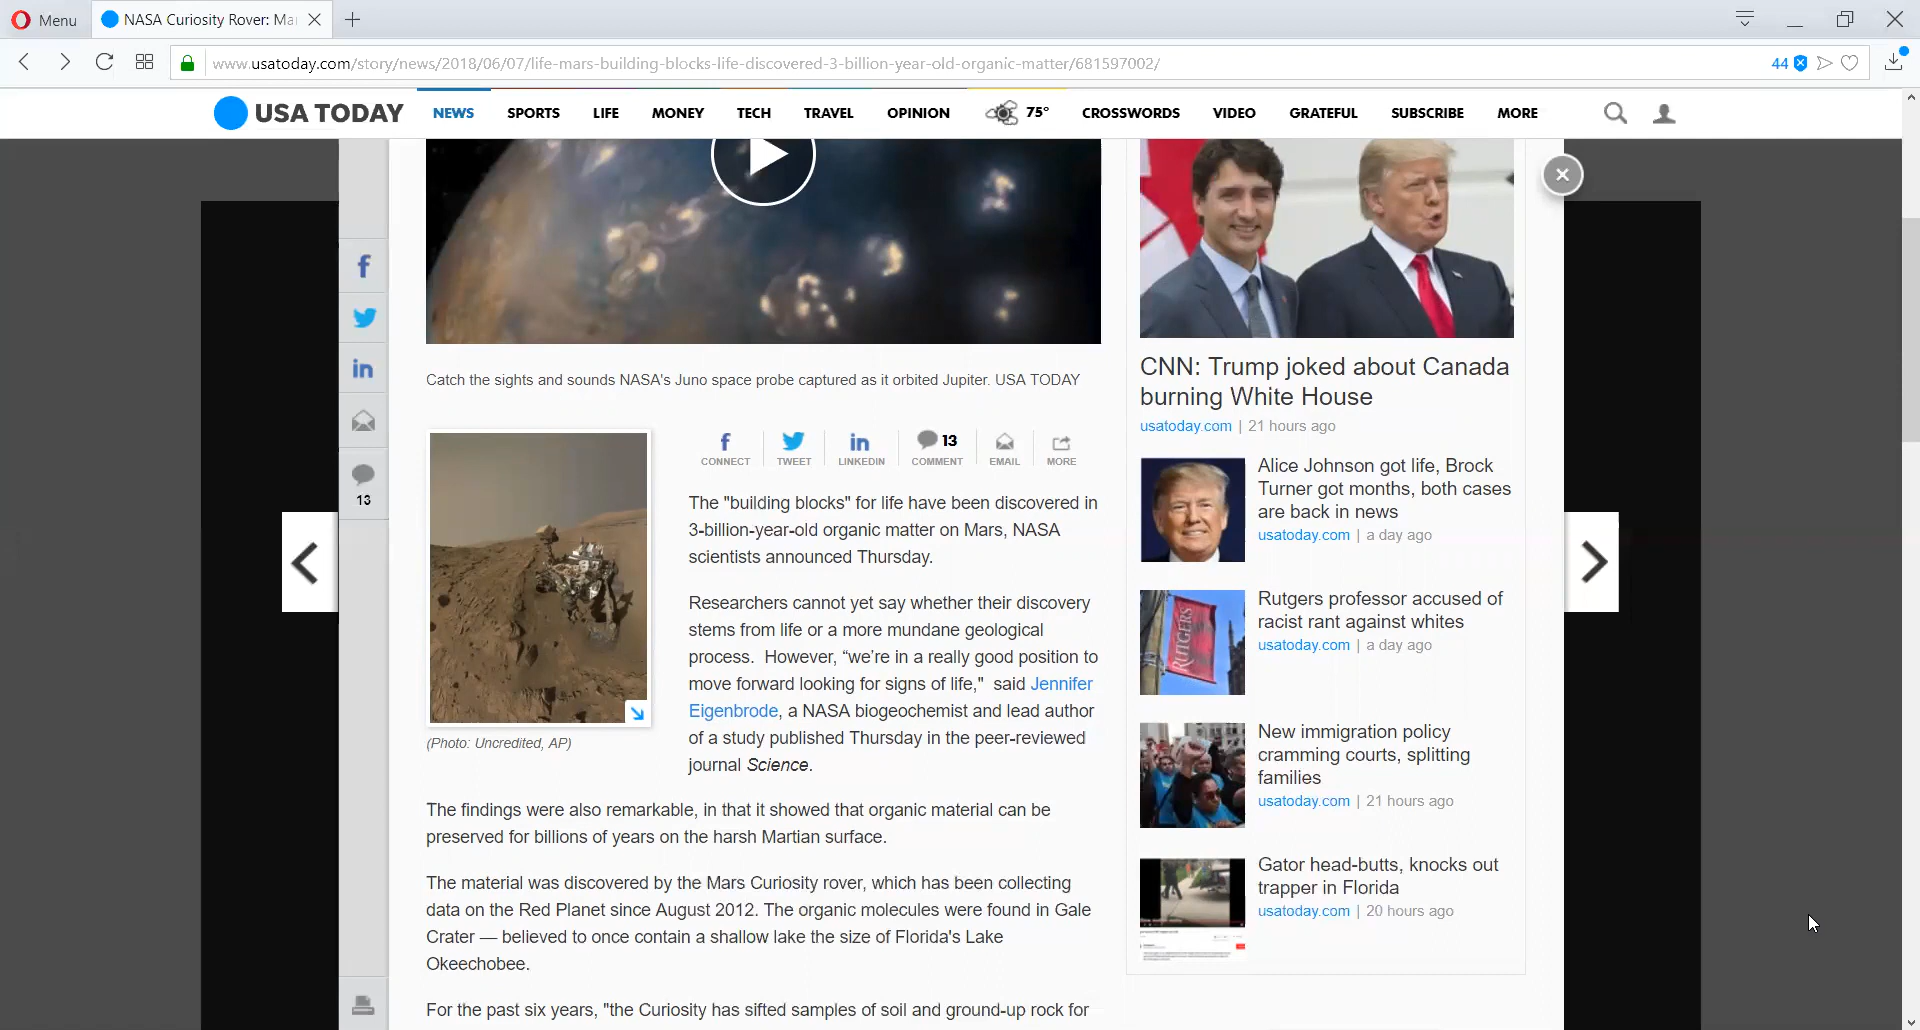 Menu
NASA Curiosity Rover: Ma
www.usatoday.com/story/news/2018/06/07/life-mars-building-blocks-life-discovered-3-billion-year-old-organic-matter/681597002/
44
USA TODAY
NEWS
SPORTS
LIFE
MONEY
TECH
TRAVEL
OPINION
75°
CROSSWORDS
VIDEO
GRATEFUL
SUBSCRIBE
MORE
13
Catch the sights and sounds NASA's Juno space probe captured as it orbited Jupiter. USA TODAY
(Photo: Uncredited, AP)
CONNECT
TWEET
LINKEDIN
13
COMMENT
EMAIL
MORE
The "building blocks" for life have been discovered in
3-billion-year-old organic matter on Mars, NASA
scientists announced Thursday.
Researchers cannot yet say whether their discovery
stems from life or a more mundane geological
process.  However, “we’re in a really good position to
move forward looking for signs of life,"  said Jennifer
Eigenbrode, a NASA biogeochemist and lead author
of a study published Thursday in the peer-reviewed
journal Science.
The findings were also remarkable, in that it showed that organic material can be
preserved for billions of years on the harsh Martian surface.
The material was discovered by the Mars Curiosity rover, which has been collecting
data on the Red Planet since August 2012. The organic molecules were found in Gale
Crater — believed to once contain a shallow lake the size of Florida's Lake
Okeechobee.
For the past six years, "the Curiosity has sifted samples of soil and ground-up rock for
CNN: Trump joked about Canada
burning White House
usatoday.com | 21 hours ago
Alice Johnson got life, Brock
Turner got months, both cases
are back in news
usatoday.com | a day ago
RUTGERS
Rutgers professor accused of
racist rant against whites
usatoday.com | a day ago
New immigration policy
cramming courts, splitting
families
usatoday.com | 21 hours ago
Gator head-butts, knocks out
trapper in Florida
usatoday.com | 20 hours ago